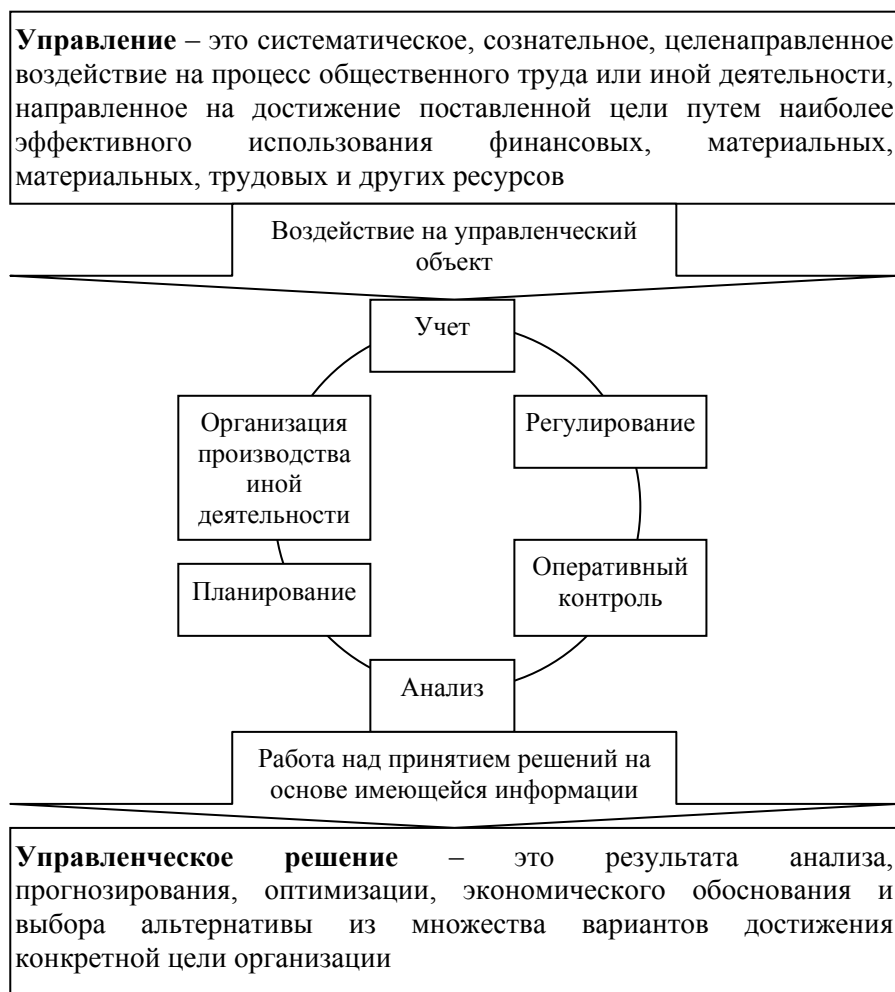 Управление – это систематическое, сознательное, целенаправленное
воздействие на процесс общественного труда или иной деятельности,
направленное на достижение поставленной цели путем наиболее
эффективного использования финансовых, материальных,
материальных, трудовых и других ресурсов
Воздействие на управленческий
объект
Учет
Организация
производства
иной
деятельности
Регулирование
Планирование
Оперативный
контроль
Анализ
Работа над принятием решений на
основе имеющейся информации
Управленческое решение – это результата анализа,
прогнозирования, оптимизации, экономического обоснования и
выбора альтернативы из множества вариантов достижения
конкретной цели организации